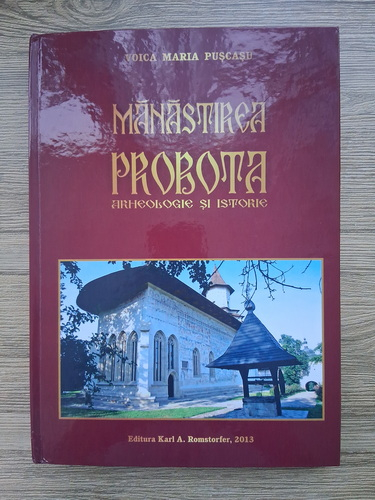 VOICA MARIA PUŞCAŞU
MĂNĂSTIREA
PROBOTA
ARHEOLOGIE ŞI ISTORIE
Editura Karl A. Romstorfer, 2013